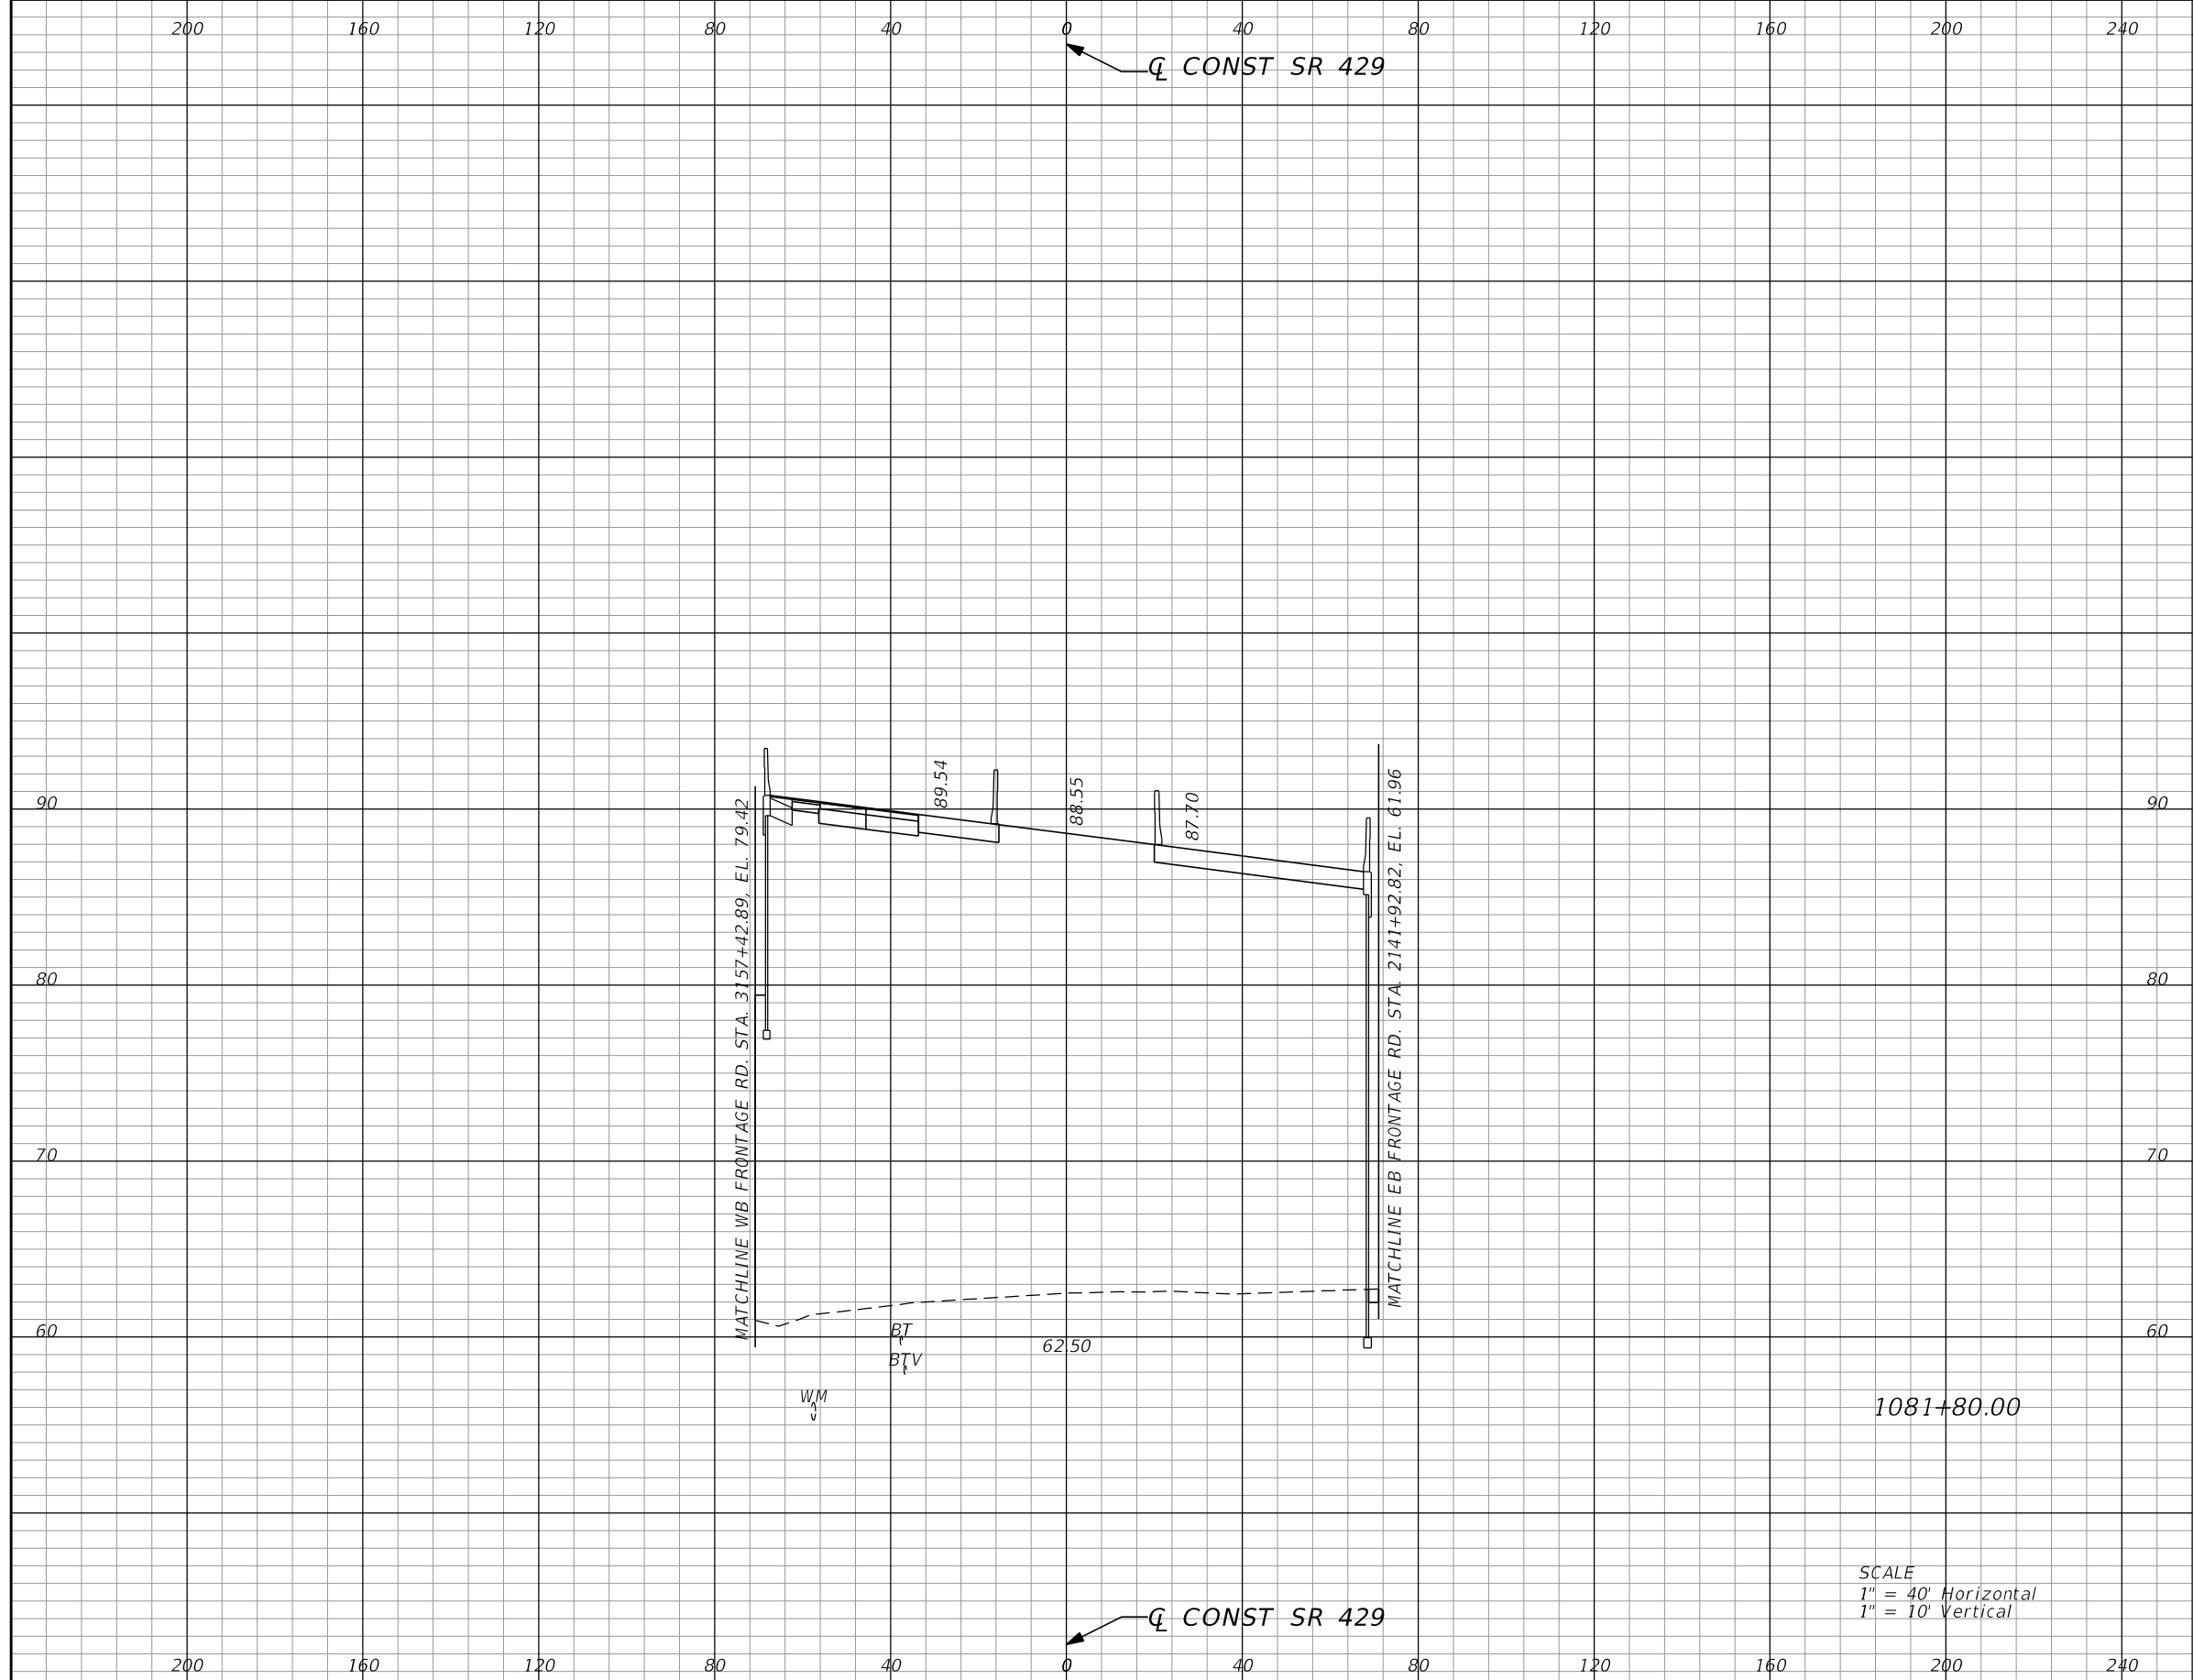 200 160 120 80 40 0 40 80 120 160 200 240
℄ CONST SR 429
89.54
88.55
87.70
90 90
MATCHLINE WB FRONTAGE RD. STA. 3157+42.89, EL. 79.42
MATCHLINE EB FRONTAGE RD. STA. 2141+92.82, EL. 61.96
80 80
70 70
60 60
BT
62.50
BTV
WM
1081+80.00
SCALE
1" = 40' Horizontal
1" = 10' Vertical
℄ CONST SR 429
200 160 120 80 40 0 40 80 120 160 200 240